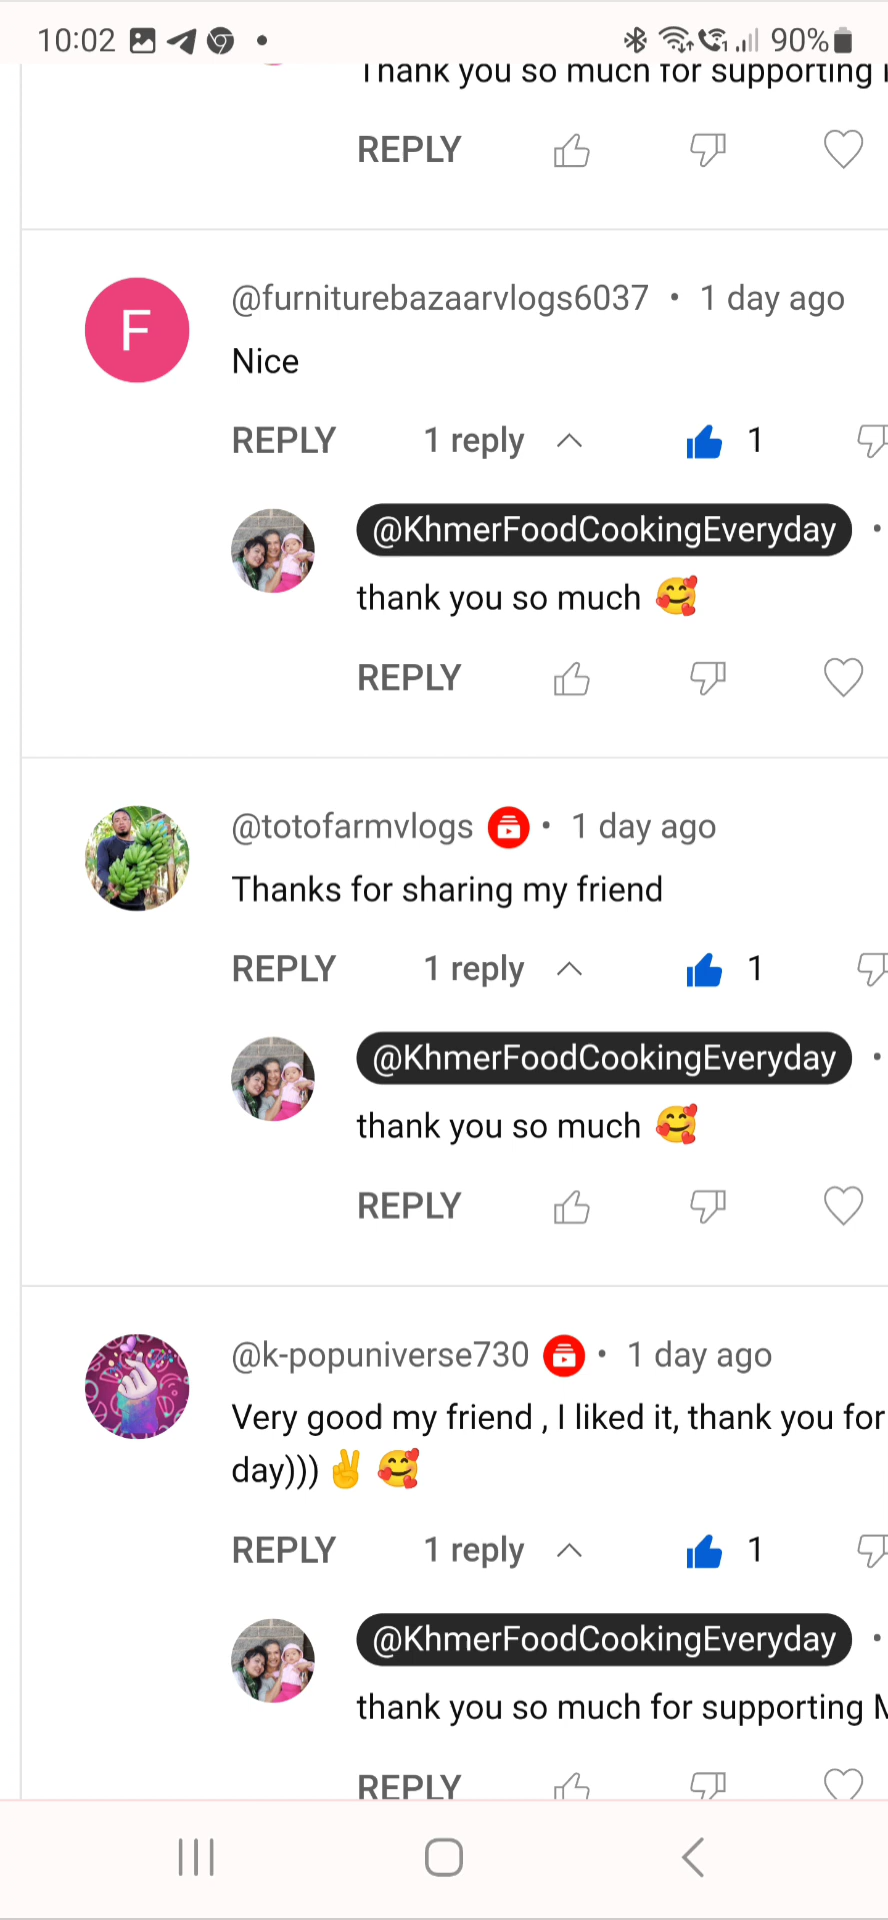 10:02 90%
Thank you so much for supporting
REPLY
F
@furniturebazaarvlogs6037 • 1 day ago
Nice
REPLY 1 reply 1
@KhmerFoodCookingEveryday •
thank you so much 🥰
REPLY
@totofarmvlogs • 1 day ago
Thanks for sharing my friend
REPLY 1 reply 1
@KhmerFoodCookingEveryday •
thank you so much 🥰
REPLY
@k-popuniverse730 • 1 day ago
Very good my friend , I liked it, thank you for
day))) ✌️ 🥰
REPLY 1 reply 1
@KhmerFoodCookingEveryday •
thank you so much for supporting
REPLY